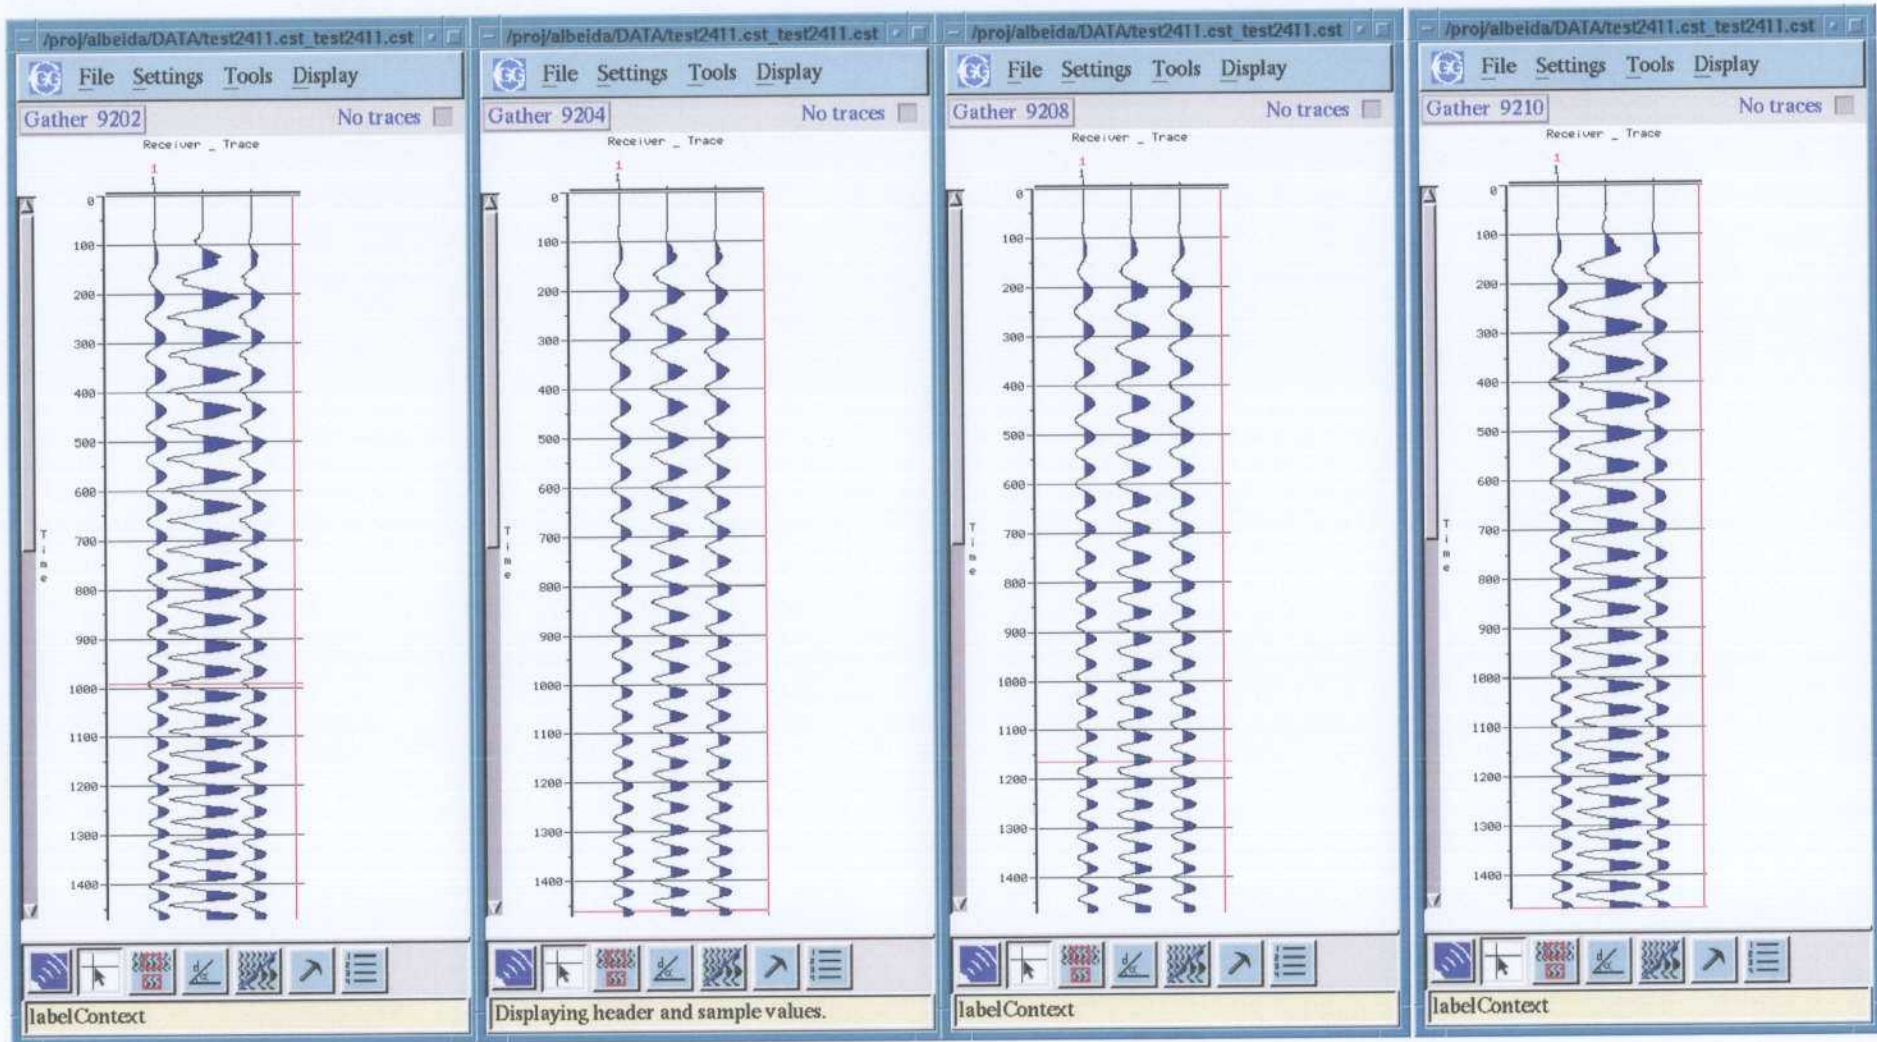 /proj/albeida/DATA/test2411.cst_test2411.cst
File Settings Tools Display
Gather 9202
No traces
Receiver _ Trace
1
1
0
100
200
300
400
500
600
700
800
900
1000
1100
1200
1300
1400
Time
labelContext
/proj/albeida/DATA/test2411.cst_test2411.cst
File Settings Tools Display
Gather 9204
No traces
Receiver _ Trace
1
1
0
100
200
300
400
500
600
700
800
900
1000
1100
1200
1300
1400
Time
Displaying header and sample values.
/proj/albeida/DATA/test2411.cst_test2411.cst
File Settings Tools Display
Gather 9208
No traces
Receiver _ Trace
1
1
0
100
200
300
400
500
600
700
800
900
1000
1100
1200
1300
1400
Time
labelContext
/proj/albeida/DATA/test2411.cst_test2411.cst
File Settings Tools Display
Gather 9210
No traces
Receiver _ Trace
1
1
0
100
200
300
400
500
600
700
800
900
1000
1100
1200
1300
1400
Time
labelContext